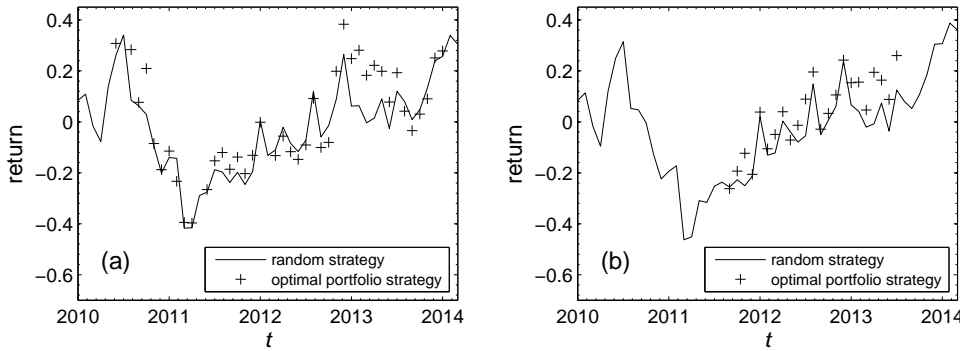 0.4
0.2
0
−0.2
−0.4
−0.6
return
(a)
random strategy
optimal portfolio strategy
2010 2011 2012 2013 2014
t
0.4
0.2
0
−0.2
−0.4
−0.6
return
(b)
random strategy
optimal portfolio strategy
2010 2011 2012 2013 2014
t